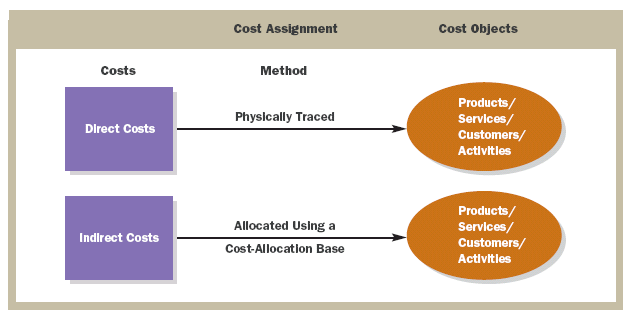 Cost Assignment
Cost Objects
Costs
Method
Direct Costs
Physically Traced
Products/
Services/
Customers/
Activities
Indirect Costs
Allocated Using a
Cost-Allocation Base
Products/
Services/
Customers/
Activities